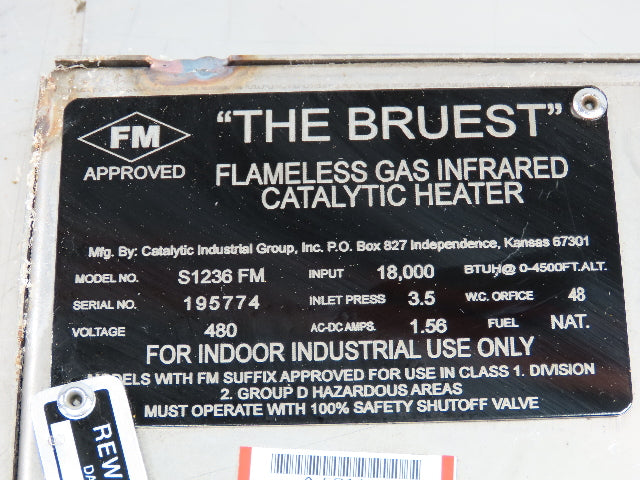 FM
APPROVED
"THE BRUEST"
FLAMELESS GAS INFRARED
CATALYTIC HEATER
Mfg. By: Catalytic Industrial Group, Inc. P.O. Box 827 Independence, Kansas 67301
MODEL NO. S1236 FM INPUT 18,000 BTUH@ 0-4500FT.ALT.
SERIAL NO. 195774 INLET PRESS 3.5 W.C. ORFICE 48
VOLTAGE 480 AC-DC AMPS. 1.56 FUEL NAT.
FOR INDOOR INDUSTRIAL USE ONLY
MODELS WITH FM SUFFIX APPROVED FOR USE IN CLASS 1. DIVISION
2. GROUP D HAZARDOUS AREAS
MUST OPERATE WITH 100% SAFETY SHUTOFF VALVE
REW
DA